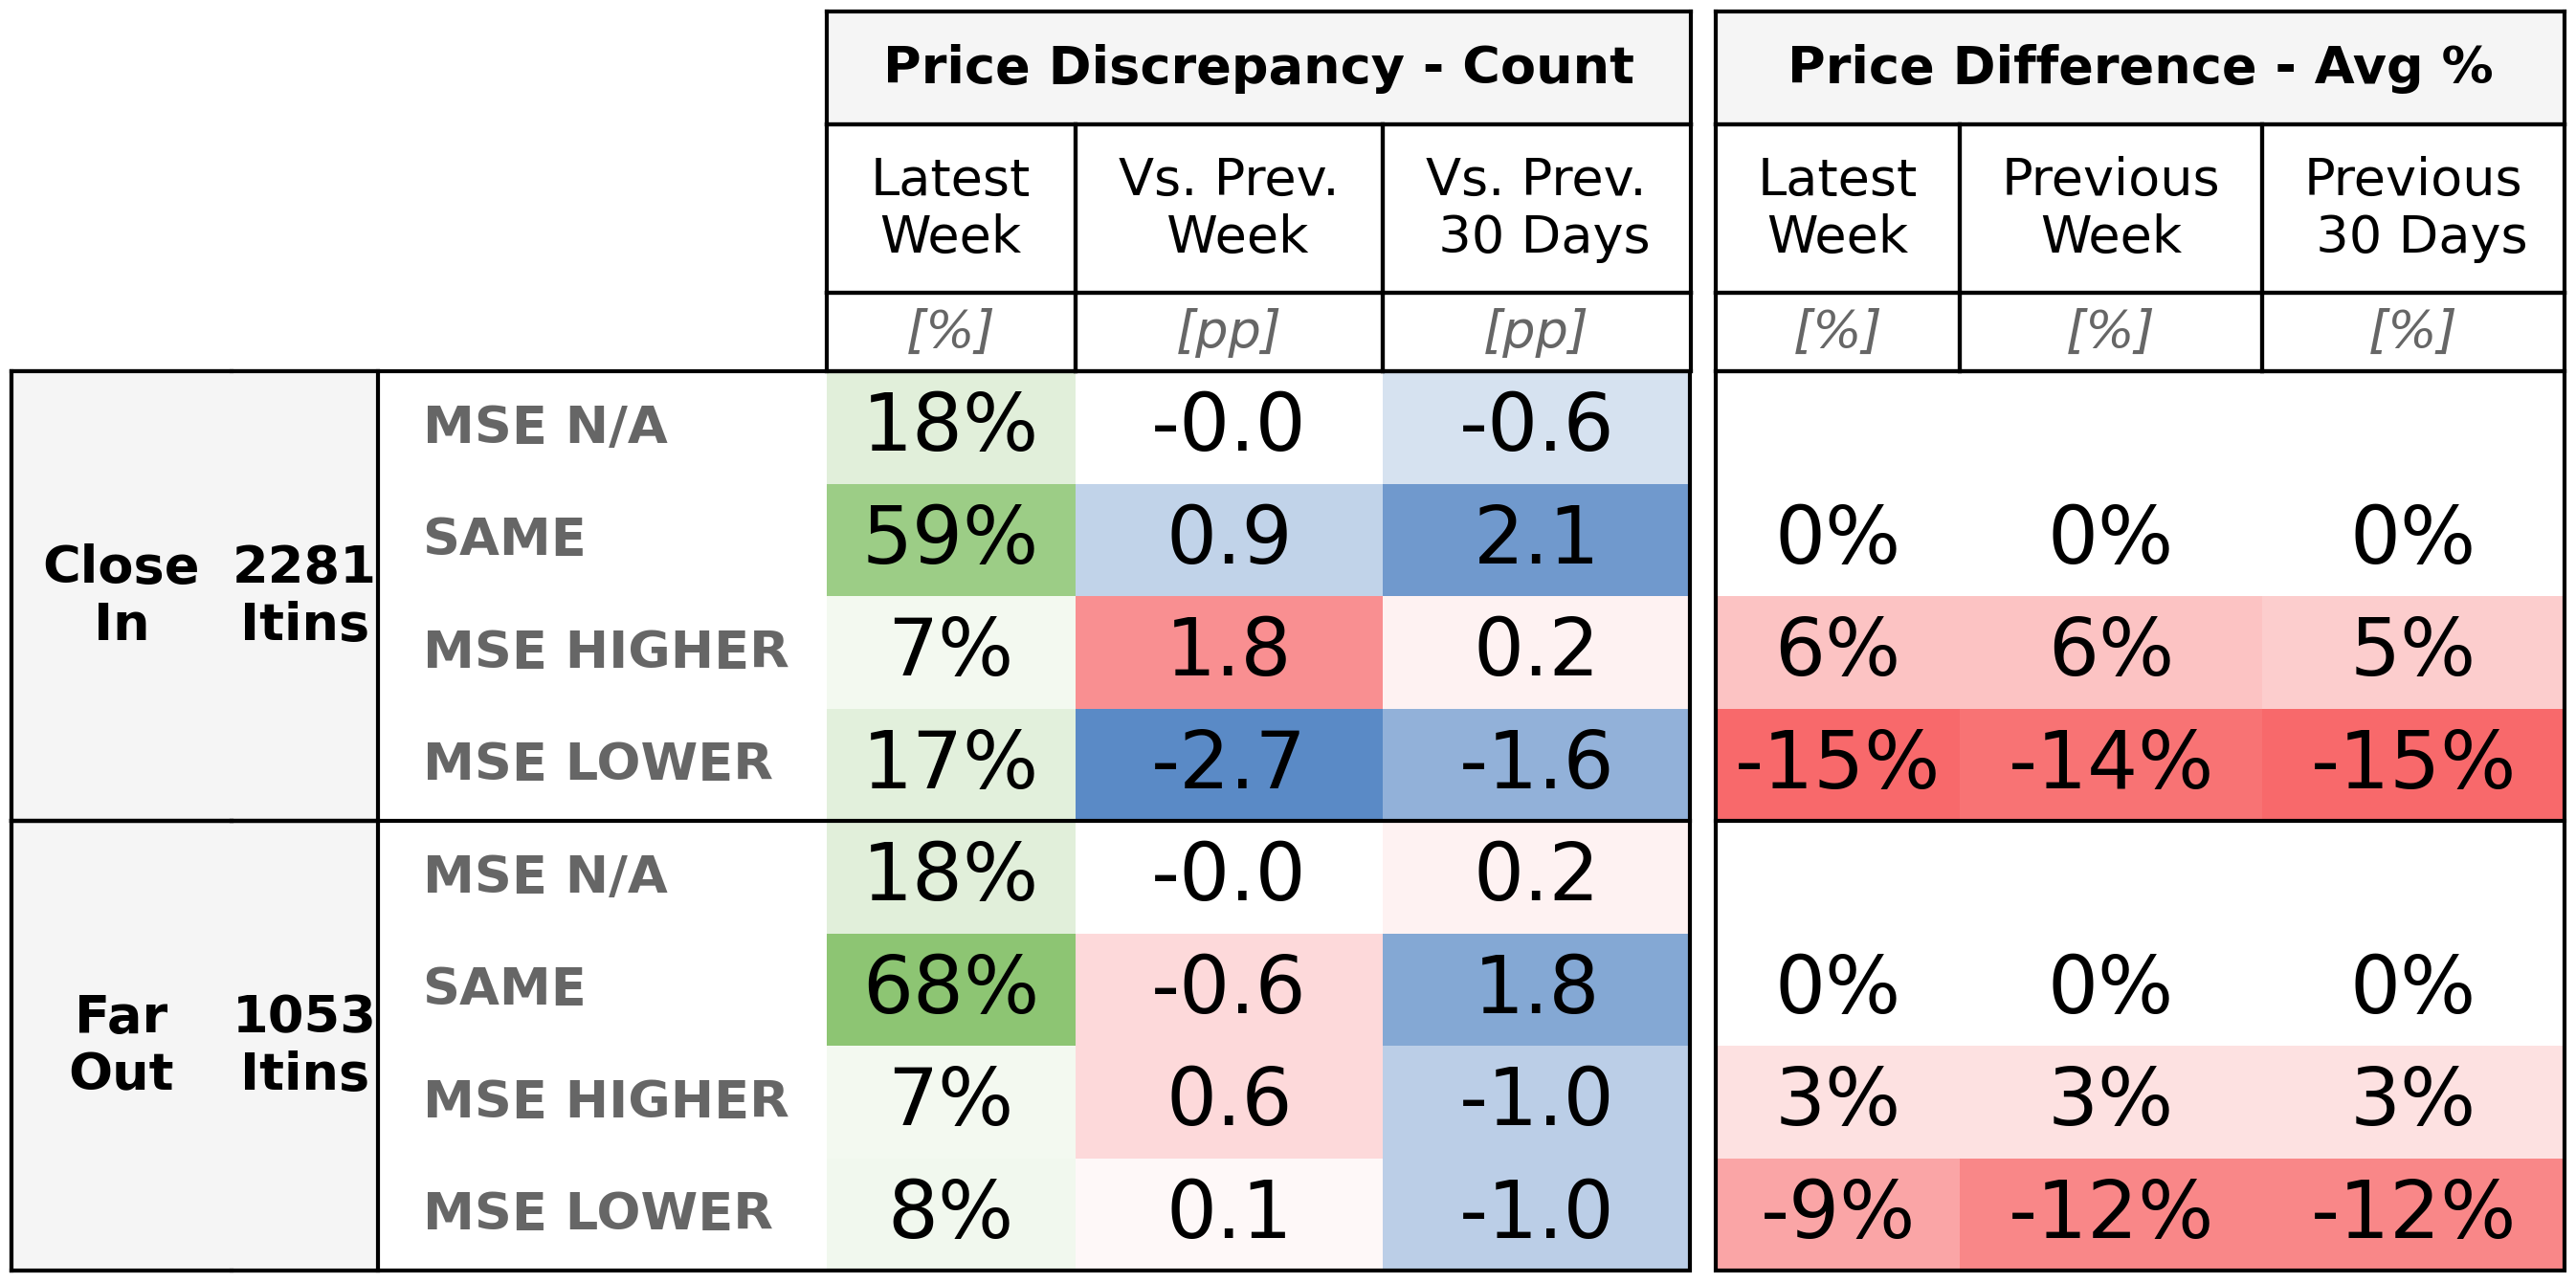 Price Discrepancy - Count Price Difference - Avg %
Latest Week Vs. Prev. Week Vs. Prev. 30 Days Latest Week Previous Week Previous 30 Days
[%] [pp] [pp] [%] [%] [%]
Close In 2281 Itins
MSE N/A 18% -0.0 -0.6
SAME 59% 0.9 2.1 0% 0% 0%
MSE HIGHER 7% 1.8 0.2 6% 6% 5%
MSE LOWER 17% -2.7 -1.6 -15% -14% -15%
Far Out 1053 Itins
MSE N/A 18% -0.0 0.2
SAME 68% -0.6 1.8 0% 0% 0%
MSE HIGHER 7% 0.6 -1.0 3% 3% 3%
MSE LOWER 8% 0.1 -1.0 -9% -12% -12%